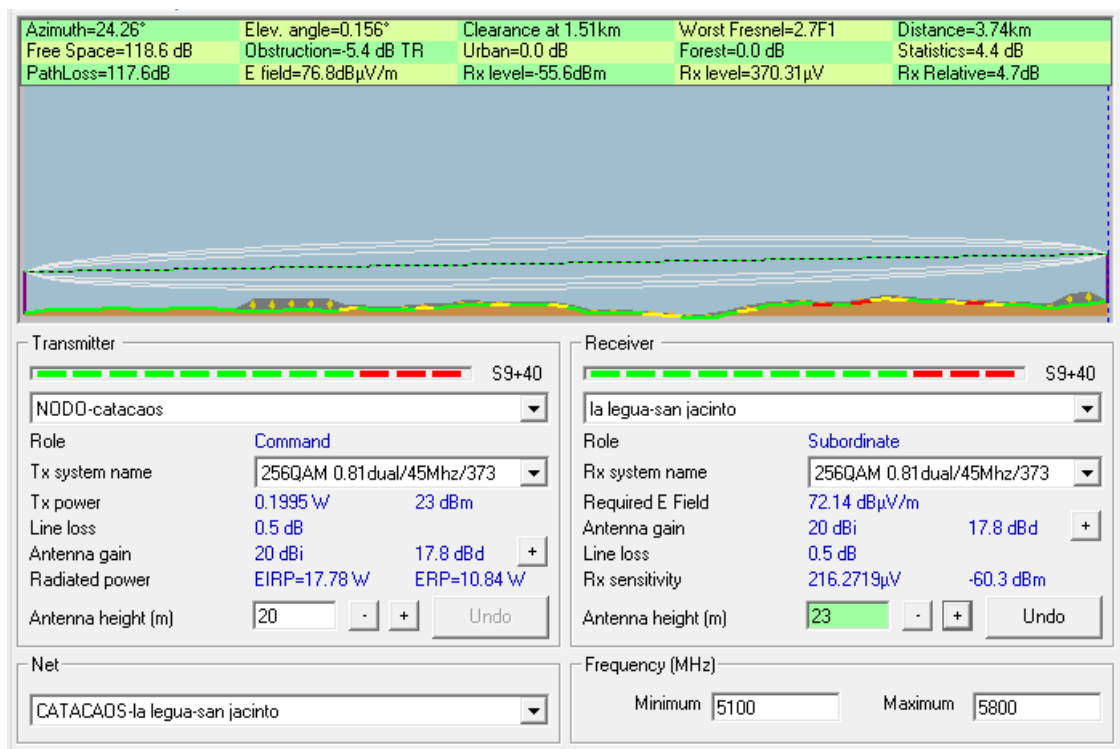 Azimuth=24.26° Elev. angle=0.156° Clearance at 1.51km Worst Fresnel=2.7F1 Distance=3.74km
Free Space=118.6 dB Obstruction=-5.4 dB TR Urban=0.0 dB Forest=0.0 dB Statistics=4.4 dB
PathLoss=117.6dB E field=76.8dBµV/m Rx level=-55.6dBm Rx level=370.31µV Rx Relative=4.7dB
Transmitter
S9+40
NODO-catacaos
Role Command
Tx system name 256QAM 0.81dual/45Mhz/373
Tx power 0.1995 W 23 dBm
Line loss 0.5 dB
Antenna gain 20 dBi 17.8 dBd +
Radiated power EIRP=17.78 W ERP=10.84 W
Antenna height (m) 20 - + Undo
Net
CATACAOS-la legua-san jacinto
Receiver
S9+40
la legua-san jacinto
Role Subordinate
Rx system name 256QAM 0.81dual/45Mhz/373
Required E Field 72.14 dBµV/m
Antenna gain 20 dBi 17.8 dBd +
Line loss 0.5 dB
Rx sensitivity 216.2719µV -60.3 dBm
Antenna height (m) 23 - + Undo
Frequency (MHz)
Minimum 5100 Maximum 5800